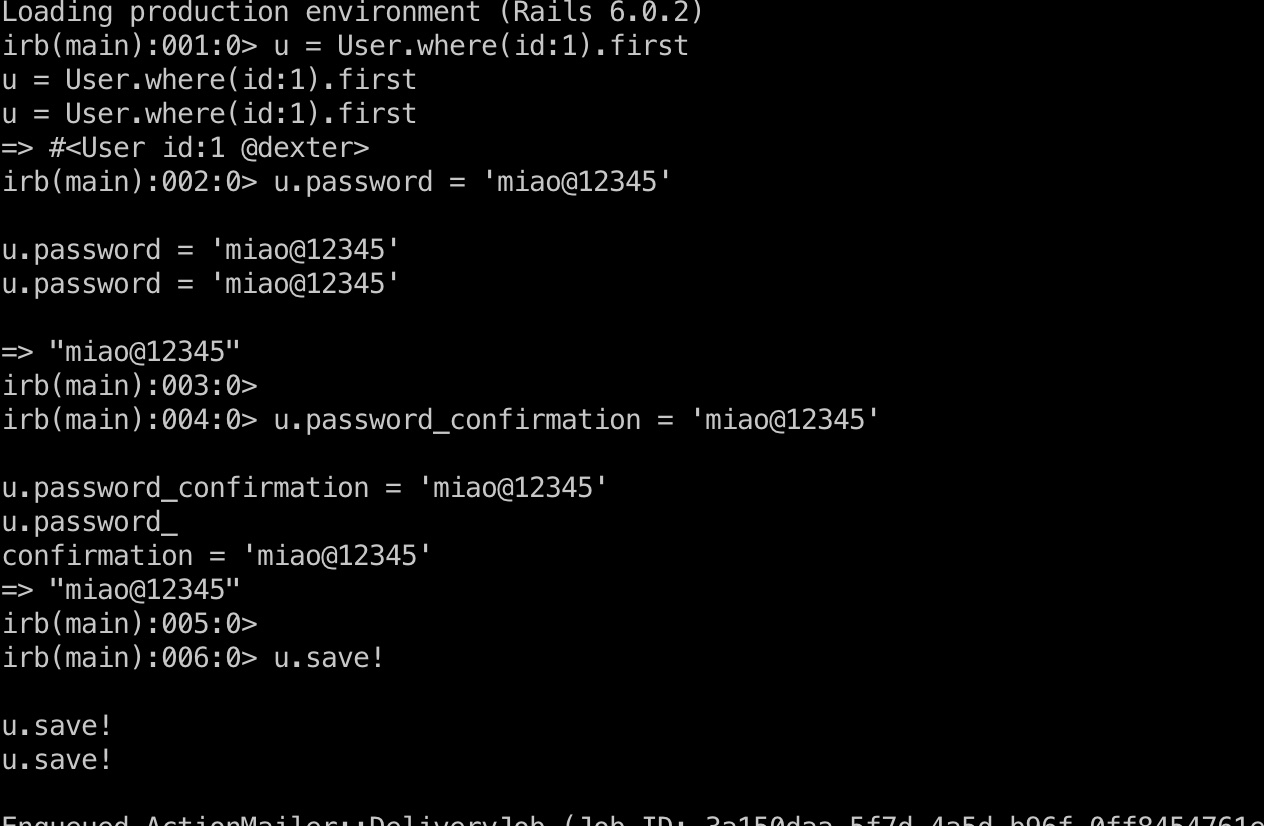 Loading production environment (Rails 6.0.2)
irb(main):001:0> u = User.where(id:1).first
u = User.where(id:1).first
u = User.where(id:1).first
=> #<User id:1 @dexter>
irb(main):002:0> u.password = 'miao@12345'
u.password = 'miao@12345'
u.password = 'miao@12345'
=> "miao@12345"
irb(main):003:0>
irb(main):004:0> u.password_confirmation = 'miao@12345'
u.password_confirmation = 'miao@12345'
u.password_
confirmation = 'miao@12345'
=> "miao@12345"
irb(main):005:0>
irb(main):006:0> u.save!
u.save!
u.save!
Enqueued ActionMailer::DeliveryJob (Job ID: 3a150daa-5f7d-4a5d-b96f-0ff8454761e